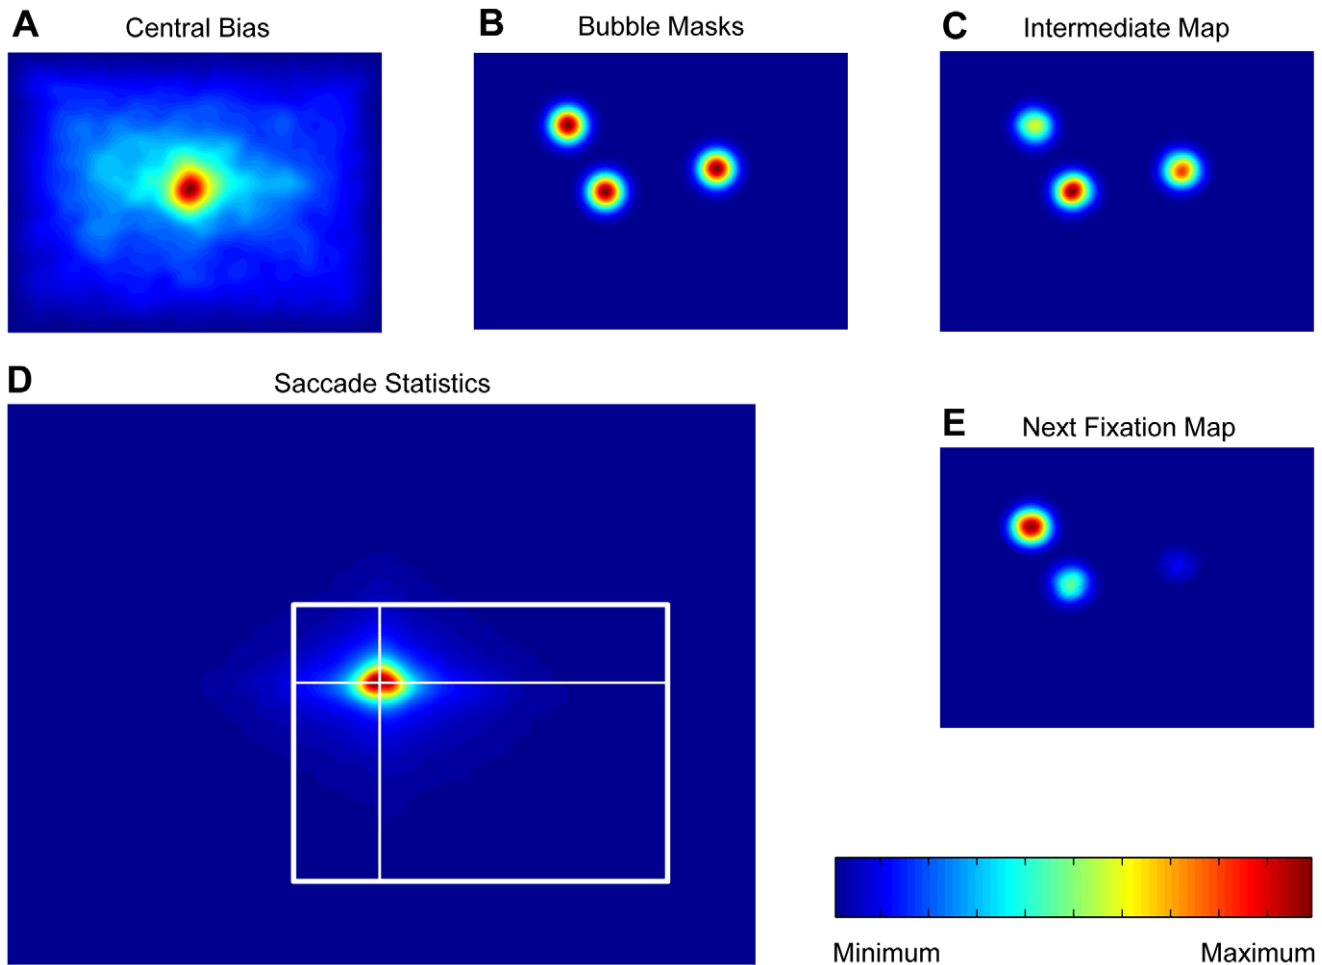 A Central Bias
B Bubble Masks
C Intermediate Map
D Saccade Statistics
E Next Fixation Map
Minimum Maximum